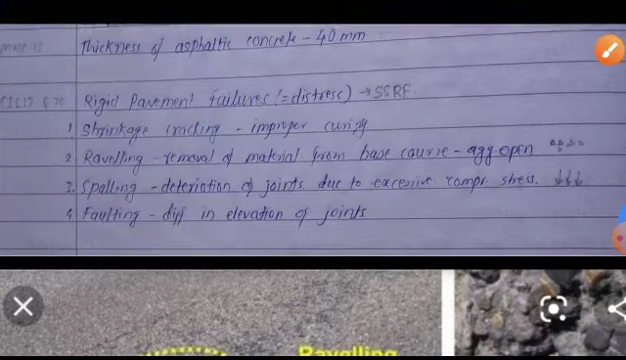 Thickness of asphaltic concrete - 40 mm
Rigid Pavement failures (= distress) → SSRF
1. Shrinkage cracking - improper curing
2. Ravelling - removal of material from base course - agg. open
3. Spalling - deteriotion of joints due to excessive compr. stress. ↓↓↓
4. Faulting - diff in elevation of joints
Ravelling